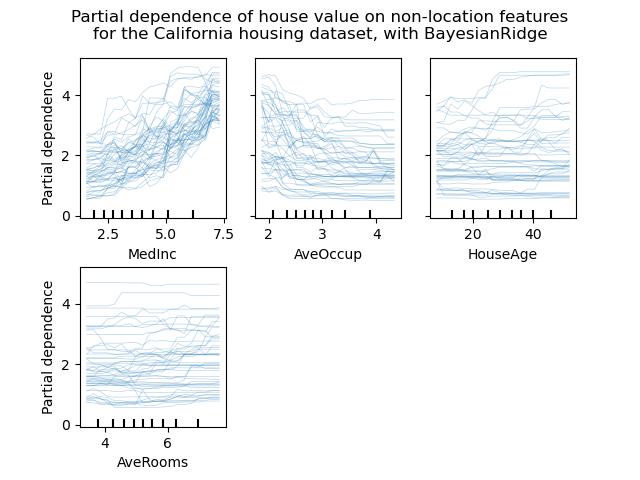 Partial dependence of house value on non-location features
for the California housing dataset, with BayesianRidge
Partial dependence
4
2
0
2.5 5.0 7.5
MedInc
2 3 4
AveOccup
20 40
HouseAge
Partial dependence
4
2
0
4 6
AveRooms